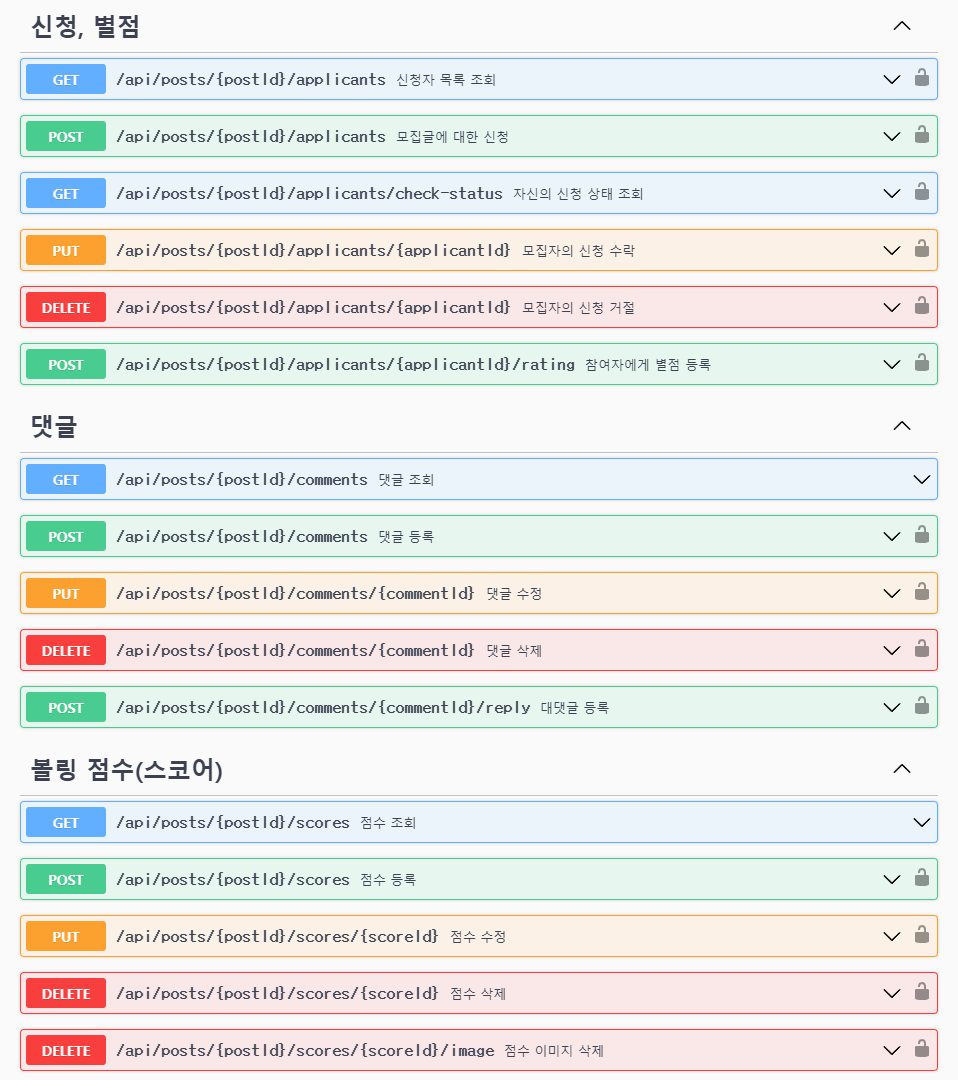 신청, 별점
GET /api/posts/{postId}/applicants 신청자 목록 조회
POST /api/posts/{postId}/applicants 모집글에 대한 신청
GET /api/posts/{postId}/applicants/check-status 자신의 신청 상태 조회
PUT /api/posts/{postId}/applicants/{applicantId} 모집자의 신청 수락
DELETE /api/posts/{postId}/applicants/{applicantId} 모집자의 신청 거절
POST /api/posts/{postId}/applicants/{applicantId}/rating 참여자에게 별점 등록
댓글
GET /api/posts/{postId}/comments 댓글 조회
POST /api/posts/{postId}/comments 댓글 등록
PUT /api/posts/{postId}/comments/{commentId} 댓글 수정
DELETE /api/posts/{postId}/comments/{commentId} 댓글 삭제
POST /api/posts/{postId}/comments/{commentId}/reply 대댓글 등록
볼링 점수(스코어)
GET /api/posts/{postId}/scores 점수 조회
POST /api/posts/{postId}/scores 점수 등록
PUT /api/posts/{postId}/scores/{scoreId} 점수 수정
DELETE /api/posts/{postId}/scores/{scoreId} 점수 삭제
DELETE /api/posts/{postId}/scores/{scoreId}/image 점수 이미지 삭제